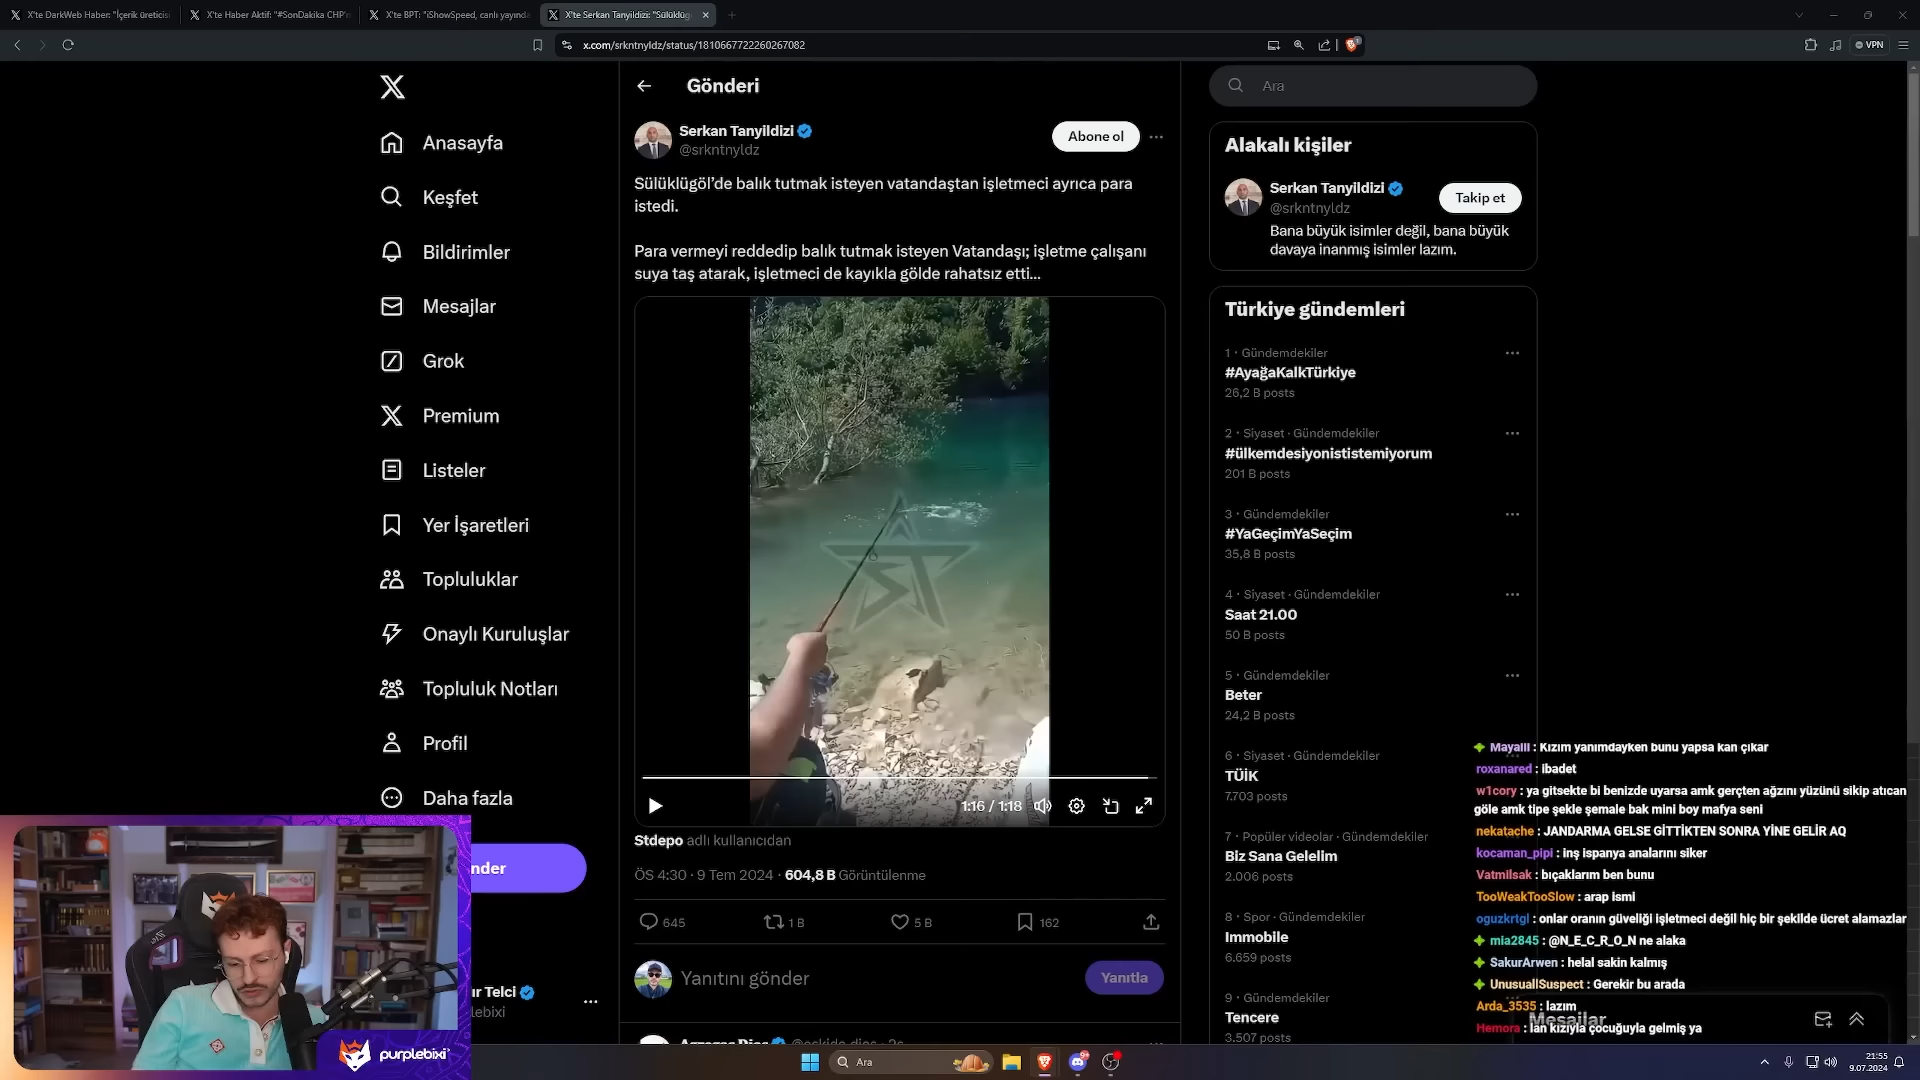 X'te DarkWeb Haber: "İçerik üreticisi
X'te Haber Aktif: "#SonDakika CHP'n
X'te BPT: "iShowSpeed, canlı yayında
X'te Serkan Tanyildizi: "Sülüklüg
x.com/srkntnyldz/status/1810667722260267082
VPN
Anasayfa
Keşfet
Bildirimler
Mesajlar
Grok
Premium
Listeler
Yer İşaretleri
Topluluklar
Onaylı Kuruluşlar
Topluluk Notları
Profil
Daha fazla
nder
ır Telci
lebixi
purplebixi
Gönderi
Serkan Tanyildizi
@srkntnyldz
Abone ol
Sülüklügöl’de balık tutmak isteyen vatandaştan işletmeci ayrıca para
istedi.
Para vermeyi reddedip balık tutmak isteyen Vatandaşı; işletme çalışanı
suya taş atarak, işletmeci de kayıkla gölde rahatsız etti...
ST
1:16 / 1:18
Stdepo adlı kullanıcıdan
ÖS 4:30 · 9 Tem 2024 · 604,8 B Görüntülenme
645
1 B
5 B
162
Yanıtını gönder
Yanıtla
Ara
Alakalı kişiler
Serkan Tanyildizi
@srkntnyldz
Takip et
Bana büyük isimler değil, bana büyük
davaya inanmış isimler lazım.
Türkiye gündemleri
1 · Gündemdekiler
#AyağaKalkTürkiye
26,2 B posts
2 · Siyaset · Gündemdekiler
#ülkemdesiyonististemiyorum
201 B posts
3 · Gündemdekiler
#YaGeçimYaSeçim
35,8 B posts
4 · Siyaset · Gündemdekiler
Saat 21.00
50 B posts
5 · Gündemdekiler
Beter
24,2 B posts
6 · Siyaset · Gündemdekiler
TÜİK
7.703 posts
7 · Popüler videolar · Gündemdekiler
Biz Sana Gelelim
2.006 posts
8 · Spor · Gündemdekiler
Immobile
6.659 posts
9 · Gündemdekiler
Tencere
3.507 posts
Mesajlar
Mayalll : Kızım yanımdayken bunu yapsa kan çıkar
roxanared : ibadet
w1cory : ya gitsekte bi benizde uyarsa amk gerçten ağzını yüzünü sikip atıcan
göle amk tipe şekle şemale bak mini boy mafya seni
nekatache : JANDARMA GELSE GİTTİKTEN SONRA YİNE GELİR AQ
kocaman_pipi : inş ispanya analarını siker
Vatmilsak : bıçaklarım ben bunu
TooWeakTooSlow : arap ismi
oguzkrtgl : onlar oranın güveliği işletmeci değil hiç bir şekilde ücret alamazlar
mia2845 : @N_E_C_R_O_N ne alaka
SakurArwen : helal sakin kalmış
UnusuallSuspect : Gerekir bu arada
Arda_3535 : lazım
Hemora : lan kızıyla çocuğuyla gelmiş ya
Ara
21:55
9.07.2024